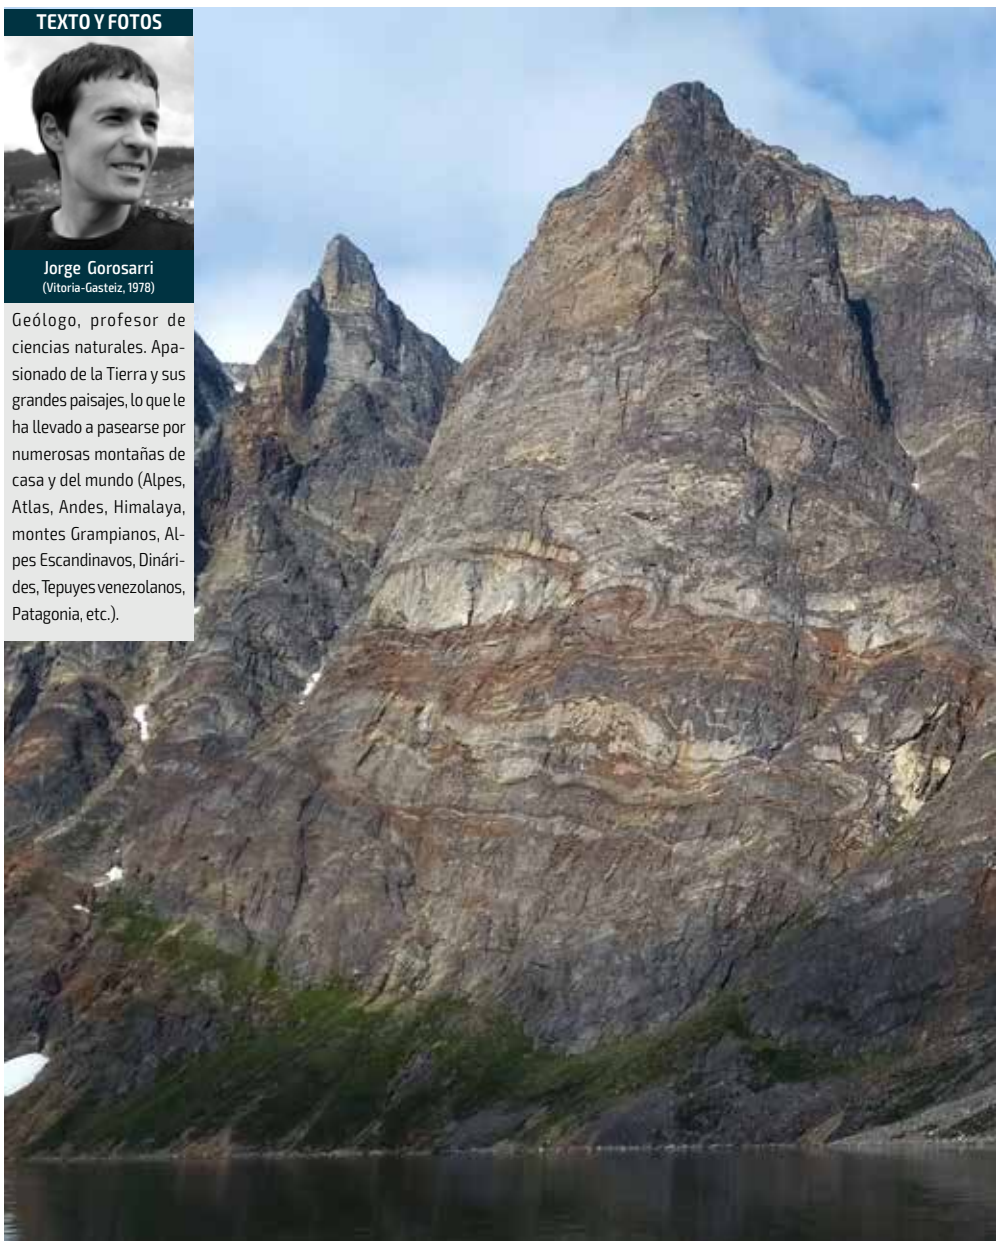 TEXTO Y FOTOS
Jorge Gorosarri
(Vitoria-Gasteiz, 1978)
Geólogo, profesor de
ciencias naturales. Apa-
sionado de la Tierra y sus
grandes paisajes, lo que le
ha llevado a pasearse por
numerosas montañas de
casa y del mundo (Alpes,
Atlas, Andes, Himalaya,
montes Grampianos, Al-
pes Escandinavos, Dinári-
des, Tepuyes venezolanos,
Patagonia, etc.).